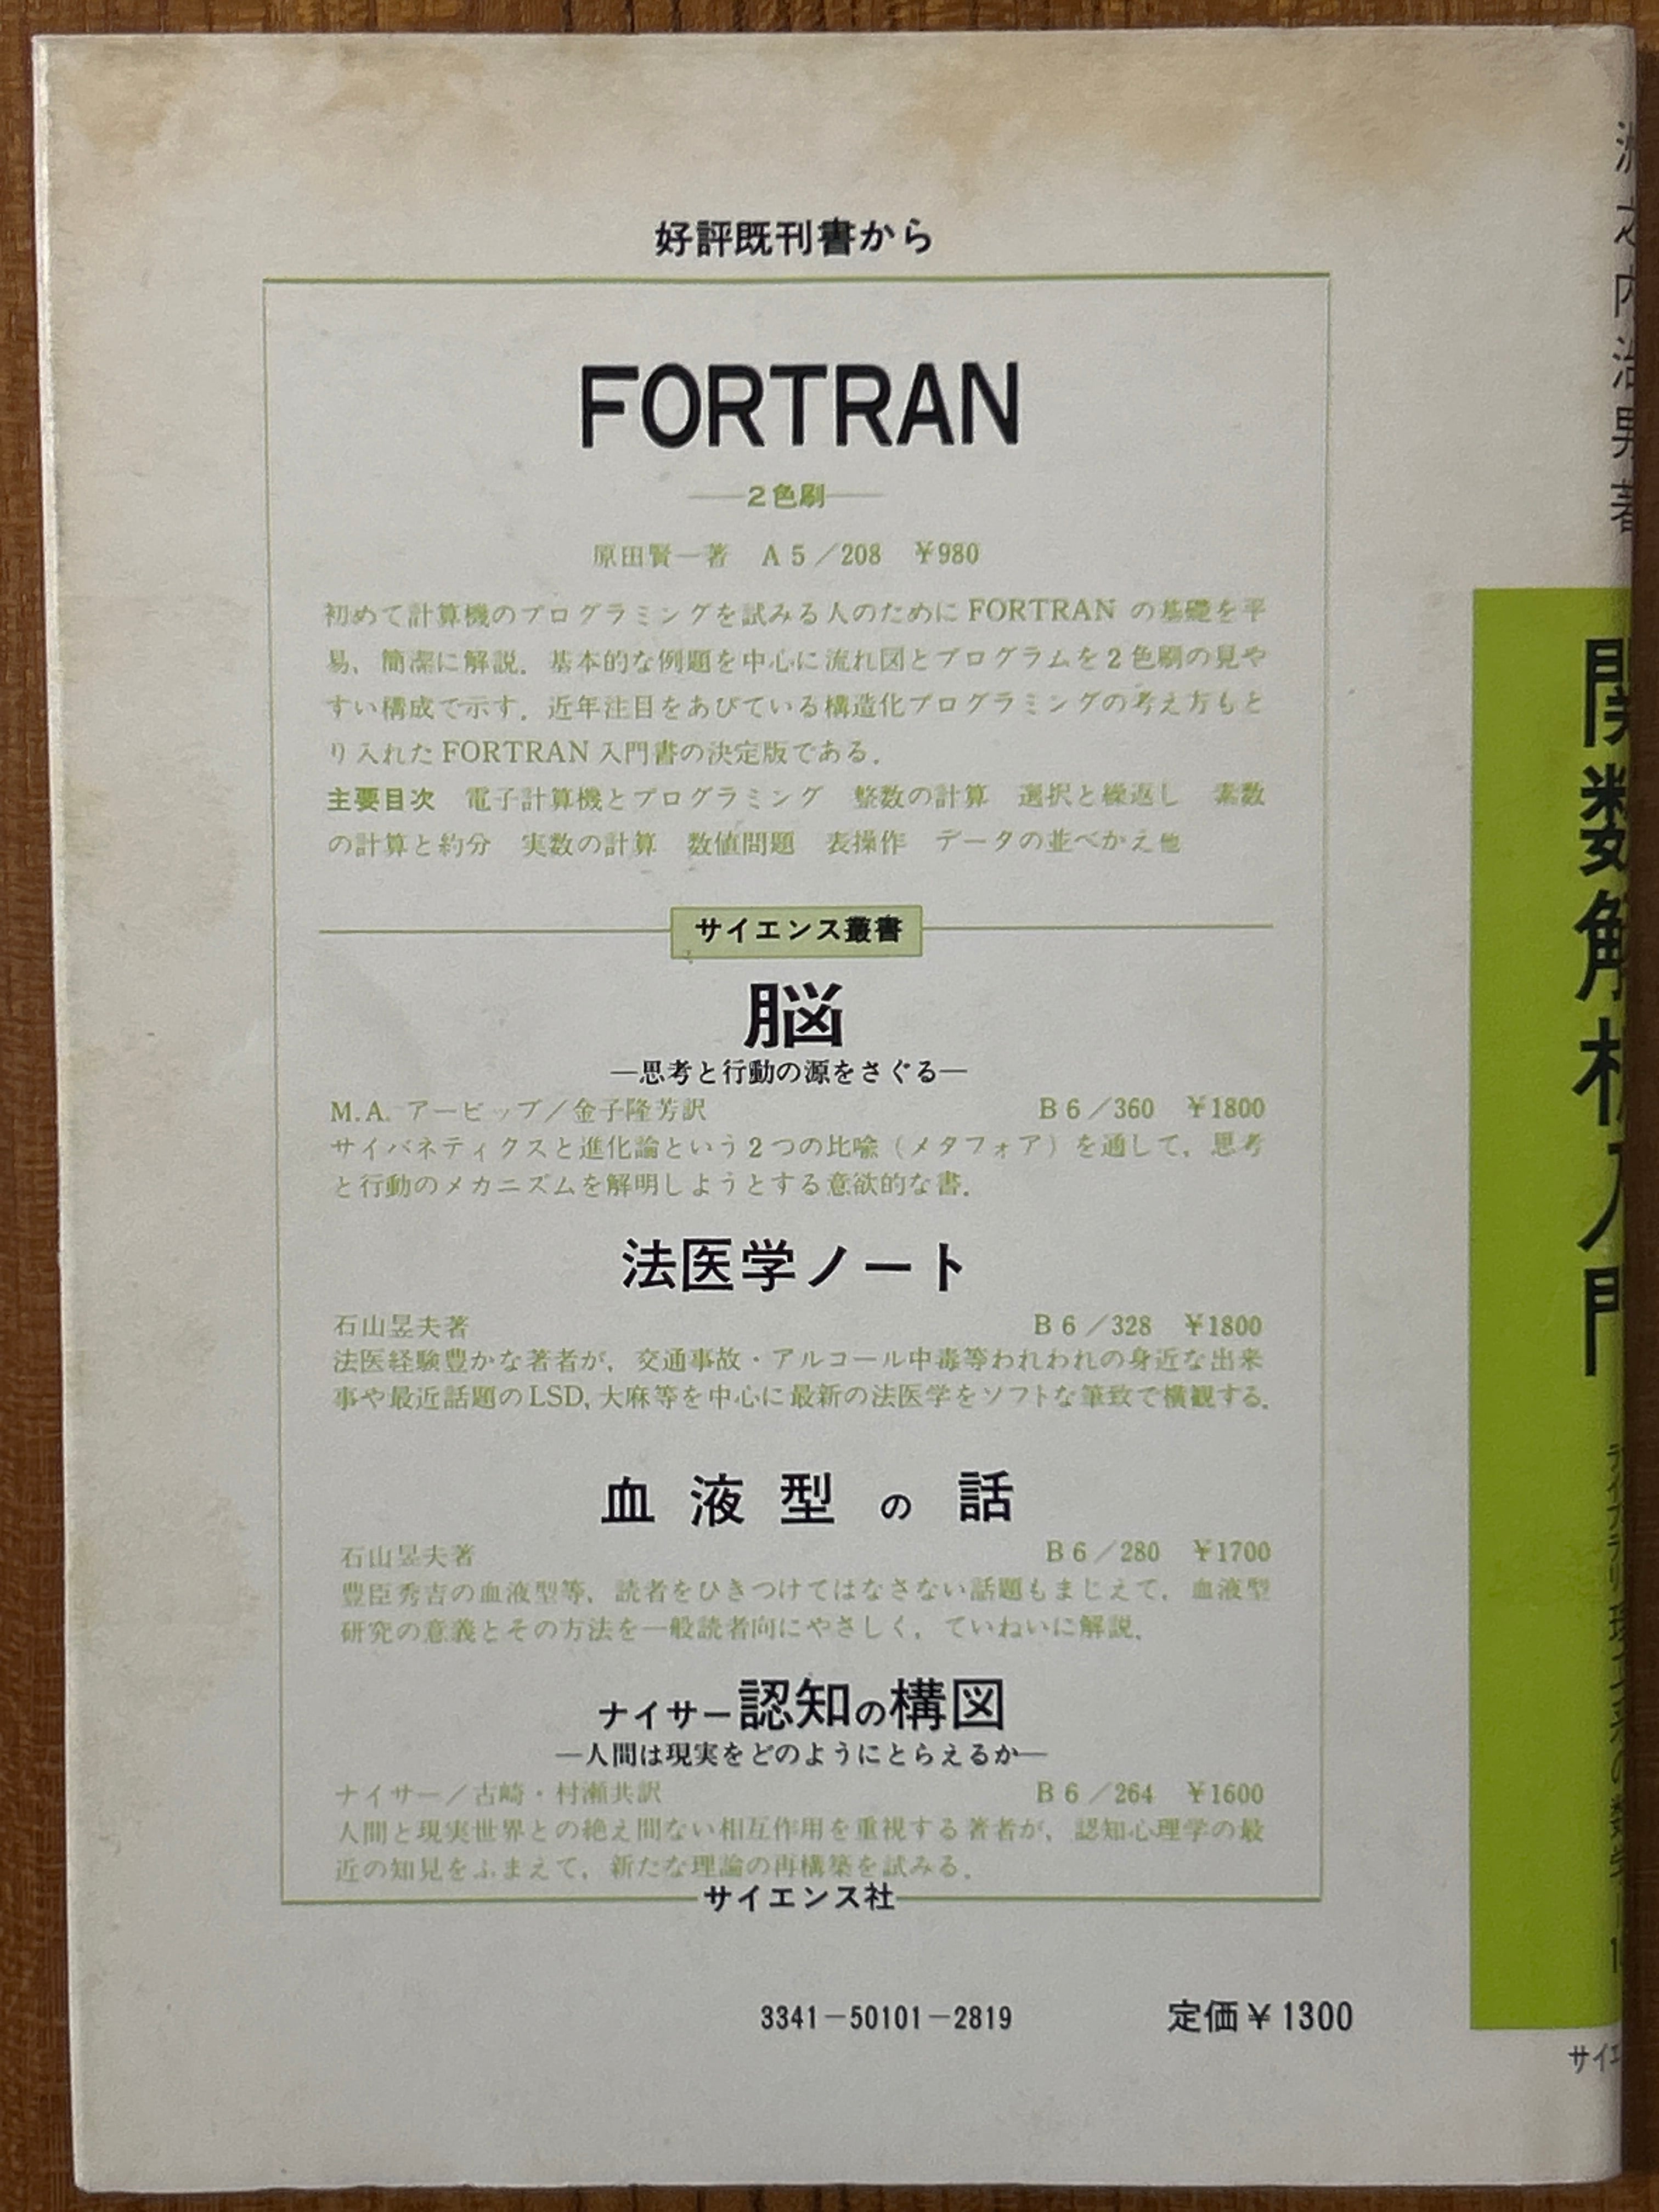 好評既刊書から
FORTRAN
―2色刷―
原田賢一著 A5／208 ¥980
初めて計算機のプログラミングを試みる人のために FORTRAN の基礎を平
易、簡潔に解説．基本的な例題を中心に流れ図とプログラムを2色刷の見や
すい構成で示す．近年注目をあびている構造化プログラミングの考え方もと
り入れた FORTRAN 入門書の決定版である．
主要目次 電子計算機とプログラミング 整数の計算 選択と繰返し 素数
の計算と約分 実数の計算 数値問題 表操作 データの並べかえ他
サイエンス叢書
脳
―思考と行動の源をさぐる―
M.A. アービッブ／金子隆芳訳 B6／360 ¥1800
サイバネティクスと進化論という2つの比喩（メタフォア）を通して，思考
と行動のメカニズムを解明しようとする意欲的な書．
法医学ノート
石山昱夫著 B6／328 ¥1800
法医経験豊かな著者が，交通事故・アルコール中毒等われわれの身近な出来
事や最近話題のLSD, 大麻等を中心に最新の法医学をソフトな筆致で横観する．
血液型の話
石山昱夫著 B6／280 ¥1700
豊臣秀吉の血液型等，読者をひきつけてはなさない話題もまじえて，血液型
研究の意義とその方法を一般読者向にやさしく，ていねいに解説．
ナイサー認知の構図
―人間は現実をどのようにとらえるか―
ナイサー／古崎・村瀬共訳 B6／264 ¥1600
人間と現実世界との絶え間ない相互作用を重視する著者が，認知心理学の最
近の知見をふまえて，新たな理論の再構築を試みる．
サイエンス社
3341－50101－2819 定価¥1300
関数解析入門
サイエ